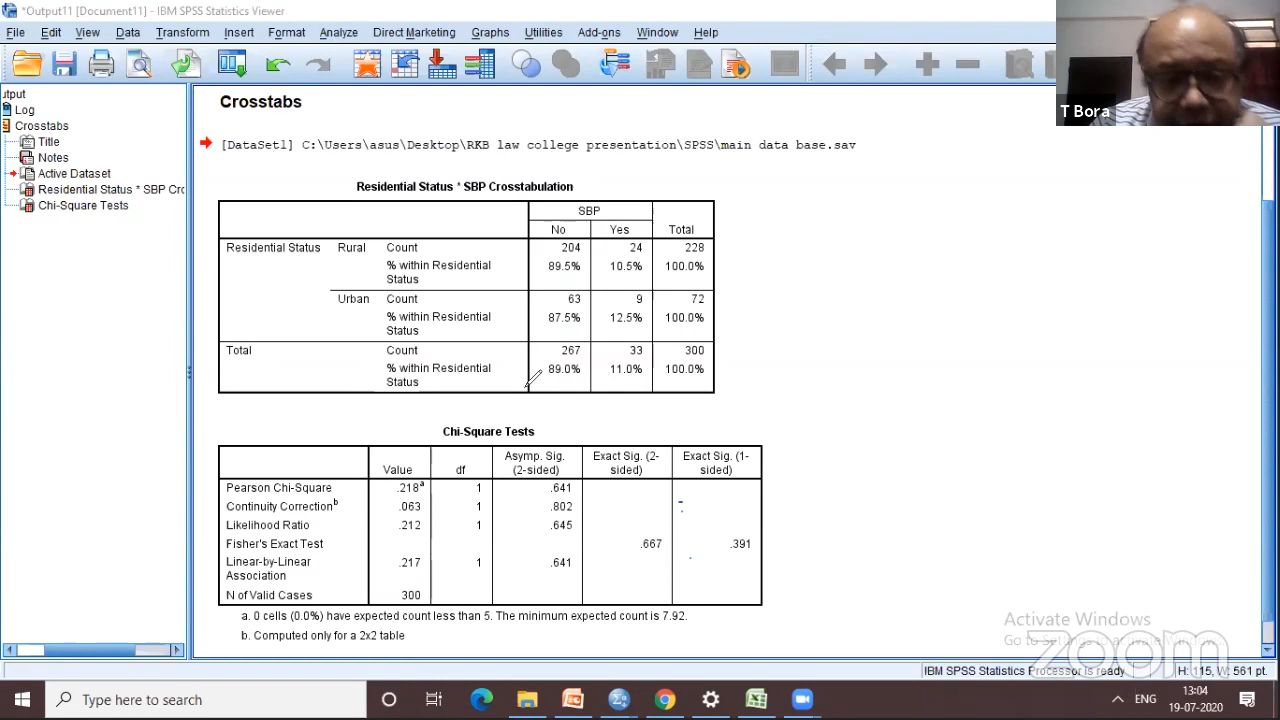 *Output11 [Document11] - IBM SPSS Statistics Viewer
File Edit View Data Transform Insert Format Analyze Direct Marketing Graphs Utilities Add-ons Window Help
T Bora
utput
Log
Crosstabs
Title
Notes
Active Dataset
Residential Status * SBP Crc
Chi-Square Tests
Crosstabs
[DataSet1] C:\Users\asus\Desktop\RKB law college presentation\SPSS\main data base.sav
Residential Status * SBP Crosstabulation
SBP
No Yes Total
Residential Status Rural Count 204 24 228
% within Residential Status 89.5% 10.5% 100.0%
Urban Count 63 9 72
% within Residential Status 87.5% 12.5% 100.0%
Total Count 267 33 300
% within Residential Status 89.0% 11.0% 100.0%
Chi-Square Tests
Value df Asymp. Sig. (2-sided) Exact Sig. (2-sided) Exact Sig. (1-sided)
Pearson Chi-Square .218a 1 .641
Continuity Correctionb .063 1 .802
Likelihood Ratio .212 1 .645
Fisher's Exact Test .667 .391
Linear-by-Linear Association .217 1 .641
N of Valid Cases 300
a. 0 cells (0.0%) have expected count less than 5. The minimum expected count is 7.92.
b. Computed only for a 2x2 table
Activate Windows
Go to Settings to activate Windows.
zoom
IBM SPSS Statistics Processor is ready H: 115, W: 561 pt.
Type here to search
ENG
13:04
19-07-2020